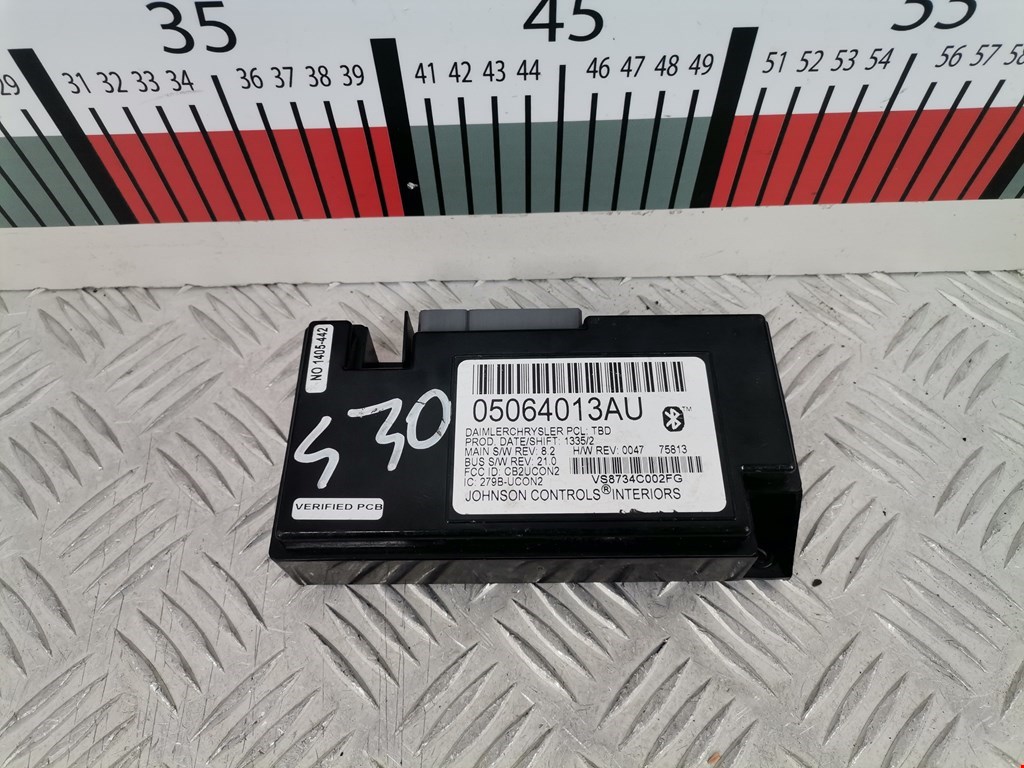 35 45 55
29 31 32 33 34 36 37 38 39 41 42 43 44 46 47 48 49 51 52 53 54 56 57 58
NO 1405-442
05064013AU
DAIMLERCHRYSLER PCL: TBD
PROD. DATE/SHIFT: 1335/2
MAIN S/W REV: 8.2 H/W REV: 0047 75813
BUS S/W REV: 21.0
FCC ID: CB2UCON2
IC: 279B-UCON2
VS8734C002FG
JOHNSON CONTROLS® INTERIORS
TM
S30
VERIFIED PCB